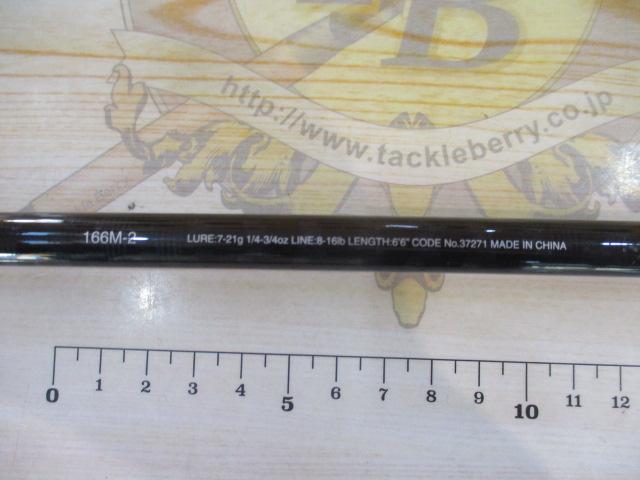 TB
http://www.tackleberry.co.jp
166M-2 LURE:7-21g 1/4-3/4oz LINE:8-16lb LENGTH:6'6" CODE No.37271 MADE IN CHINA
0 1 2 3 4 5 6 7 8 9 10 11 12